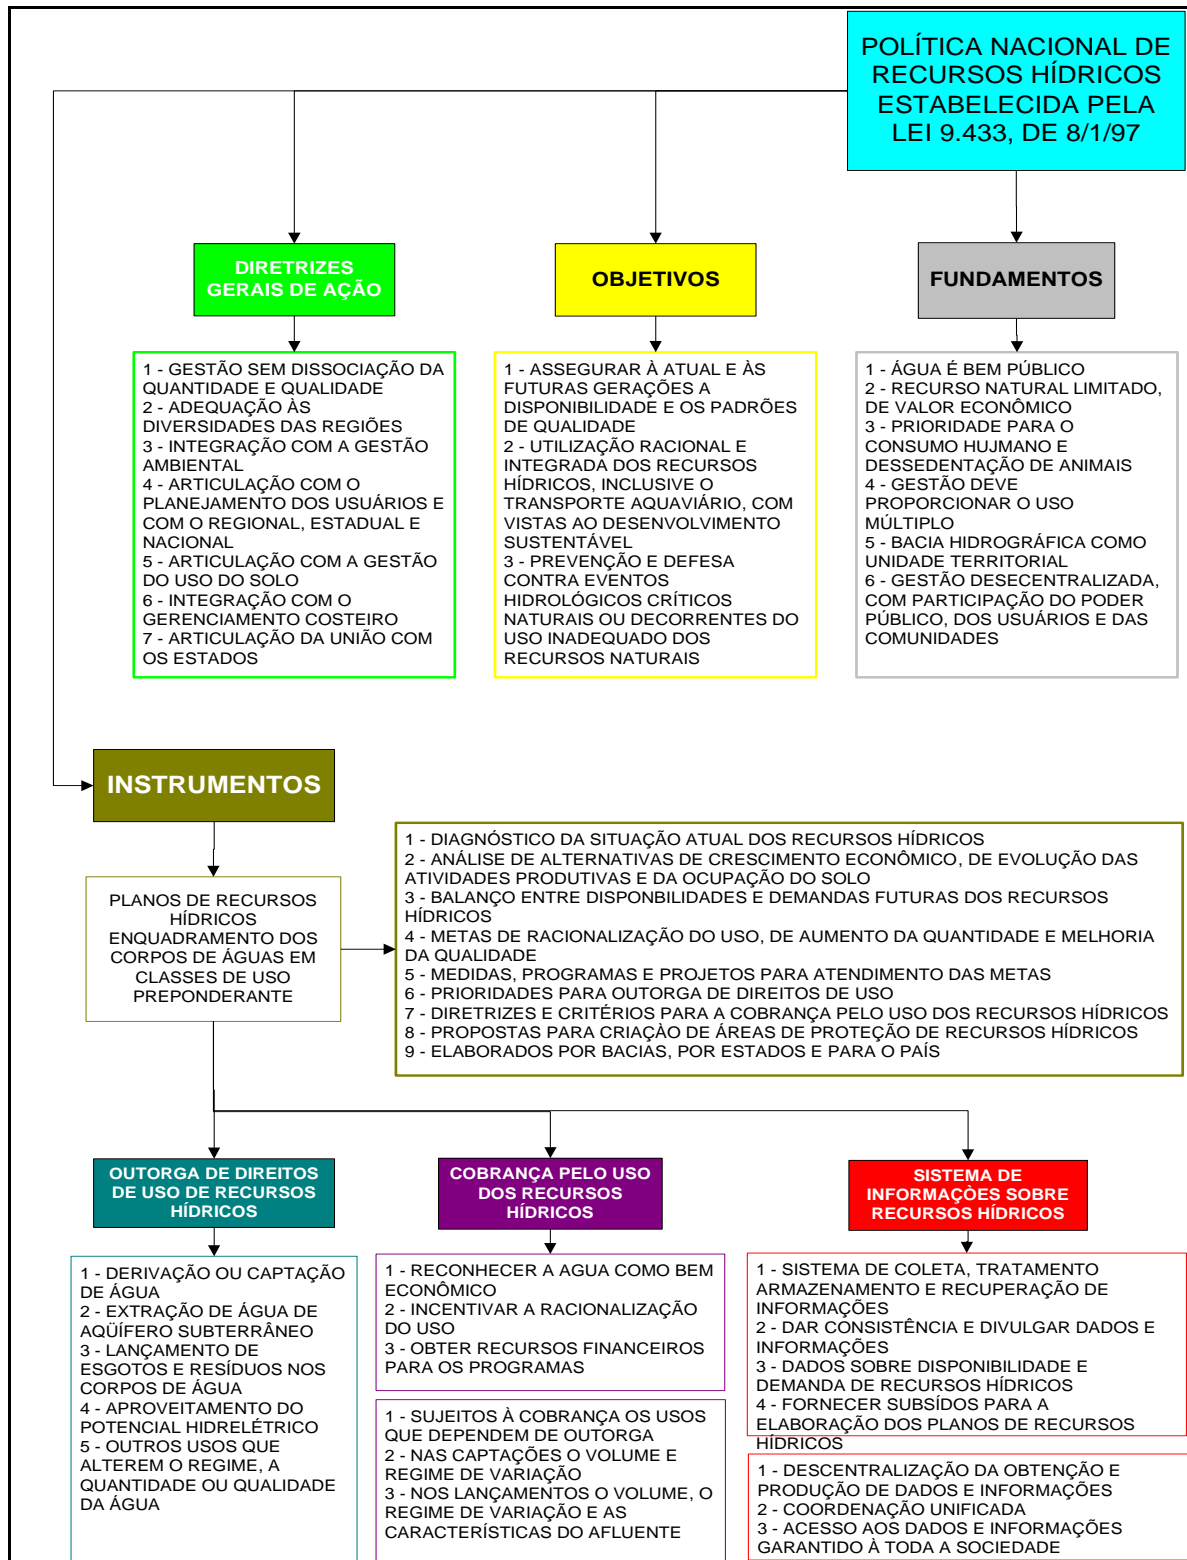 POLÍTICA NACIONAL DE
RECURSOS HÍDRICOS
ESTABELECIDA PELA
LEI 9.433, DE 8/1/97
DIRETRIZES
GERAIS DE AÇÃO
OBJETIVOS
FUNDAMENTOS
1 - GESTÃO SEM DISSOCIAÇÃO DA
QUANTIDADE E QUALIDADE
2 - ADEQUAÇÃO ÀS
DIVERSIDADES DAS REGIÕES
3 - INTEGRAÇÃO COM A GESTÃO
AMBIENTAL
4 - ARTICULAÇÃO COM O
PLANEJAMENTO DOS USUÁRIOS E
COM O REGIONAL, ESTADUAL E
NACIONAL
5 - ARTICULAÇÃO COM A GESTÃO
DO USO DO SOLO
6 - INTEGRAÇÃO COM O
GERENCIAMENTO COSTEIRO
7 - ARTICULAÇÃO DA UNIÃO COM
OS ESTADOS
1 - ASSEGURAR À ATUAL E ÀS
FUTURAS GERAÇÕES A
DISPONIBILIDADE E OS PADRÕES
DE QUALIDADE
2 - UTILIZAÇÃO RACIONAL E
INTEGRADA DOS RECURSOS
HÍDRICOS, INCLUSIVE O
TRANSPORTE AQUAVIÁRIO, COM
VISTAS AO DESENVOLVIMENTO
SUSTENTÁVEL
3 - PREVENÇÃO E DEFESA
CONTRA EVENTOS
HIDROLÓGICOS CRÍTICOS
NATURAIS OU DECORRENTES DO
USO INADEQUADO DOS
RECURSOS NATURAIS
1 - ÁGUA É BEM PÚBLICO
2 - RECURSO NATURAL LIMITADO,
DE VALOR ECONÔMICO
3 - PRIORIDADE PARA O
CONSUMO HUJMANO E
DESSEDENTAÇÃO DE ANIMAIS
4 - GESTÃO DEVE
PROPORCIONAR O USO
MÚLTIPLO
5 - BACIA HIDROGRÁFICA COMO
UNIDADE TERRITORIAL
6 - GESTÃO DESECENTRALIZADA,
COM PARTICIPAÇÃO DO PODER
PÚBLICO, DOS USUÁRIOS E DAS
COMUNIDADES
INSTRUMENTOS
PLANOS DE RECURSOS
HÍDRICOS
ENQUADRAMENTO DOS
CORPOS DE ÁGUAS EM
CLASSES DE USO
PREPONDERANTE
1 - DIAGNÓSTICO DA SITUAÇÃO ATUAL DOS RECURSOS HÍDRICOS
2 - ANÁLISE DE ALTERNATIVAS DE CRESCIMENTO ECONÔMICO, DE EVOLUÇÃO DAS
ATIVIDADES PRODUTIVAS E DA OCUPAÇÃO DO SOLO
3 - BALANÇO ENTRE DISPONBILIDADES E DEMANDAS FUTURAS DOS RECURSOS
HÍDRICOS
4 - METAS DE RACIONALIZAÇÃO DO USO, DE AUMENTO DA QUANTIDADE E MELHORIA
DA QUALIDADE
5 - MEDIDAS, PROGRAMAS E PROJETOS PARA ATENDIMENTO DAS METAS
6 - PRIORIDADES PARA OUTORGA DE DIREITOS DE USO
7 - DIRETRIZES E CRITÉRIOS PARA A COBRANÇA PELO USO DOS RECURSOS HÍDRICOS
8 - PROPOSTAS PARA CRIAÇÀO DE ÁREAS DE PROTEÇÃO DE RECURSOS HÍDRICOS
9 - ELABORADOS POR BACIAS, POR ESTADOS E PARA O PAÍS
OUTORGA DE DIREITOS
DE USO DE RECURSOS
HÍDRICOS
COBRANÇA PELO USO
DOS RECURSOS
HÍDRICOS
SISTEMA DE
INFORMAÇÒES SOBRE
RECURSOS HÍDRICOS
1 - DERIVAÇÃO OU CAPTAÇÃO
DE ÁGUA
2 - EXTRAÇÃO DE ÁGUA DE
AQÜÍFERO SUBTERRÂNEO
3 - LANÇAMENTO DE
ESGOTOS E RESÍDUOS NOS
CORPOS DE ÁGUA
4 - APROVEITAMENTO DO
POTENCIAL HIDRELÉTRICO
5 - OUTROS USOS QUE
ALTEREM O REGIME, A
QUANTIDADE OU QUALIDADE
DA ÁGUA
1 - RECONHECER A AGUA COMO BEM
ECONÔMICO
2 - INCENTIVAR A RACIONALIZAÇÃO
DO USO
3 - OBTER RECURSOS FINANCEIROS
PARA OS PROGRAMAS
1 - SUJEITOS À COBRANÇA OS USOS
QUE DEPENDEM DE OUTORGA
2 - NAS CAPTAÇÕES O VOLUME E
REGIME DE VARIAÇÃO
3 - NOS LANÇAMENTOS O VOLUME, O
REGIME DE VARIAÇÃO E AS
CARACTERÍSTICAS DO AFLUENTE
1 - SISTEMA DE COLETA, TRATAMENTO
ARMAZENAMENTO E RECUPERAÇÃO DE
INFORMAÇÕES
2 - DAR CONSISTÊNCIA E DIVULGAR DADOS E
INFORMAÇÕES
3 - DADOS SOBRE DISPONIBILIDADE E
DEMANDA DE RECURSOS HÍDRICOS
4 - FORNECER SUBSÍDOS PARA A
ELABORAÇÃO DOS PLANOS DE RECURSOS
HÍDRICOS
1 - DESCENTRALIZAÇÃO DA OBTENÇÃO E
PRODUÇÃO DE DADOS E INFORMAÇÕES
2 - COORDENAÇÃO UNIFICADA
3 - ACESSO AOS DADOS E INFORMAÇÕES
GARANTIDO À TODA A SOCIEDADE